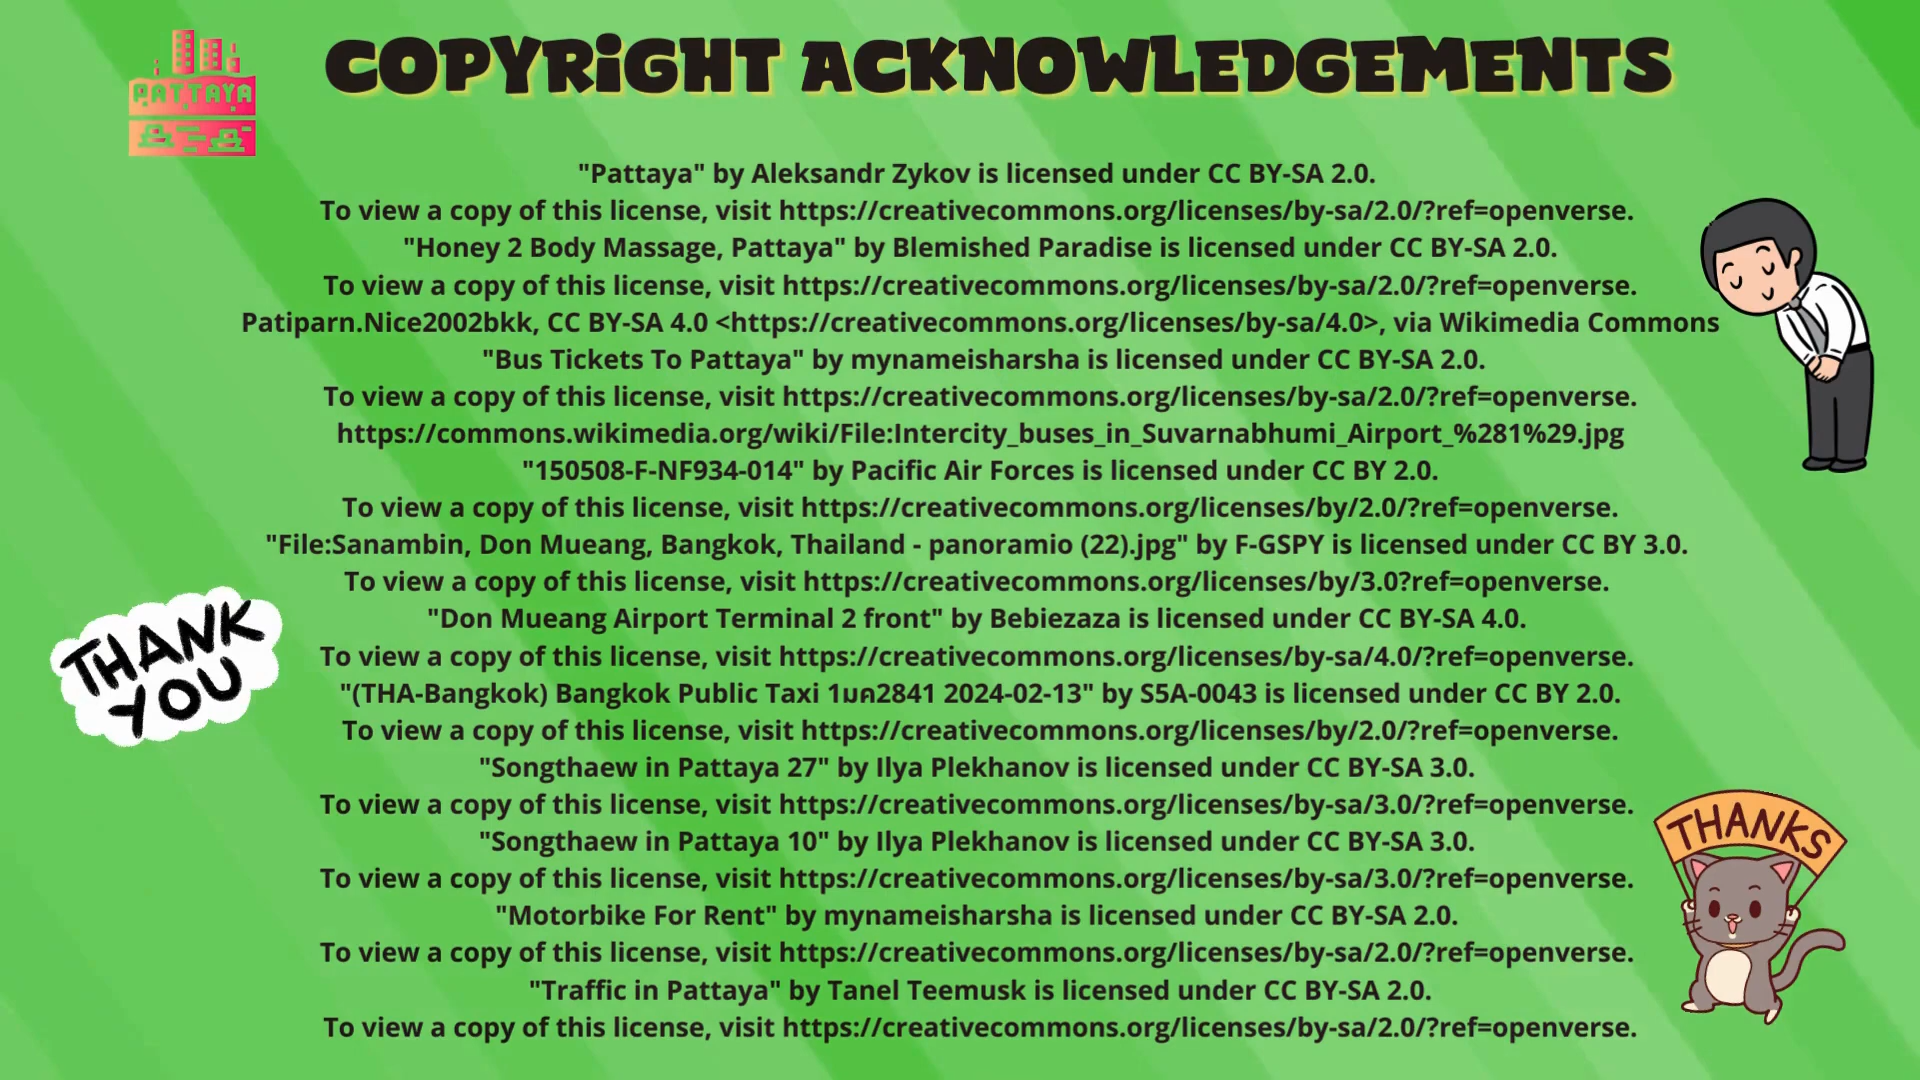 PATTAYA
COPYRIGHT ACKNOWLEDGEMENTS
"Pattaya" by Aleksandr Zykov is licensed under CC BY-SA 2.0.
To view a copy of this license, visit https://creativecommons.org/licenses/by-sa/2.0/?ref=openverse.
"Honey 2 Body Massage, Pattaya" by Blemished Paradise is licensed under CC BY-SA 2.0.
To view a copy of this license, visit https://creativecommons.org/licenses/by-sa/2.0/?ref=openverse.
Patiparn.Nice2002bkk, CC BY-SA 4.0 <https://creativecommons.org/licenses/by-sa/4.0>, via Wikimedia Commons
"Bus Tickets To Pattaya" by mynameisharsha is licensed under CC BY-SA 2.0.
To view a copy of this license, visit https://creativecommons.org/licenses/by-sa/2.0/?ref=openverse.
https://commons.wikimedia.org/wiki/File:Intercity_buses_in_Suvarnabhumi_Airport_%281%29.jpg
"150508-F-NF934-014" by Pacific Air Forces is licensed under CC BY 2.0.
To view a copy of this license, visit https://creativecommons.org/licenses/by/2.0/?ref=openverse.
"File:Sanambin, Don Mueang, Bangkok, Thailand - panoramio (22).jpg" by F-GSPY is licensed under CC BY 3.0.
To view a copy of this license, visit https://creativecommons.org/licenses/by/3.0?ref=openverse.
"Don Mueang Airport Terminal 2 front" by Bebiezaza is licensed under CC BY-SA 4.0.
To view a copy of this license, visit https://creativecommons.org/licenses/by-sa/4.0/?ref=openverse.
"(THA-Bangkok) Bangkok Public Taxi 1มค2841 2024-02-13" by S5A-0043 is licensed under CC BY 2.0.
To view a copy of this license, visit https://creativecommons.org/licenses/by/2.0/?ref=openverse.
"Songthaew in Pattaya 27" by Ilya Plekhanov is licensed under CC BY-SA 3.0.
To view a copy of this license, visit https://creativecommons.org/licenses/by-sa/3.0/?ref=openverse.
"Songthaew in Pattaya 10" by Ilya Plekhanov is licensed under CC BY-SA 3.0.
To view a copy of this license, visit https://creativecommons.org/licenses/by-sa/3.0/?ref=openverse.
"Motorbike For Rent" by mynameisharsha is licensed under CC BY-SA 2.0.
To view a copy of this license, visit https://creativecommons.org/licenses/by-sa/2.0/?ref=openverse.
"Traffic in Pattaya" by Tanel Teemusk is licensed under CC BY-SA 2.0.
To view a copy of this license, visit https://creativecommons.org/licenses/by-sa/2.0/?ref=openverse.
THANK
YOU
THANKS